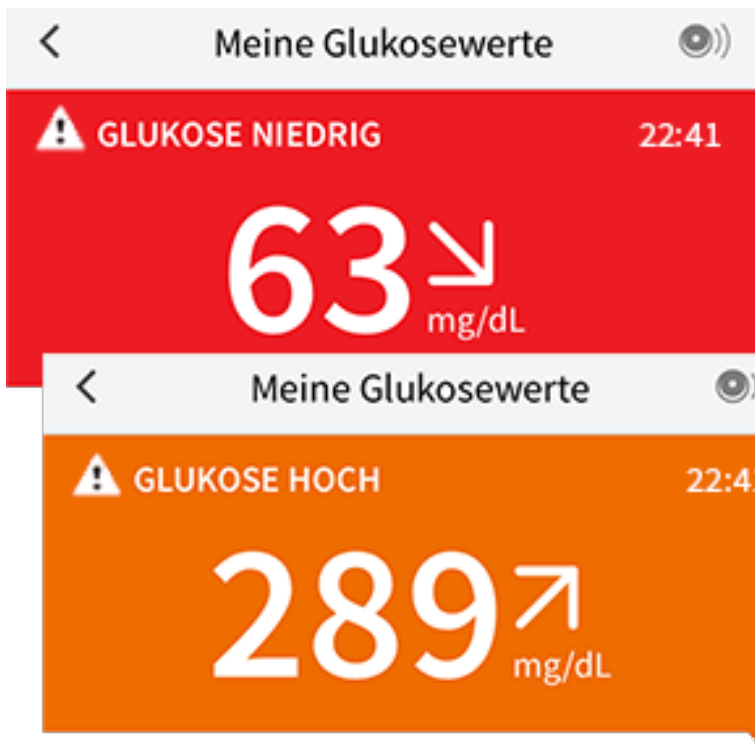 Meine Glukosewerte
GLUKOSE NIEDRIG 22:41
63
mg/dL
Meine Glukosewerte
GLUKOSE HOCH
289
mg/dL